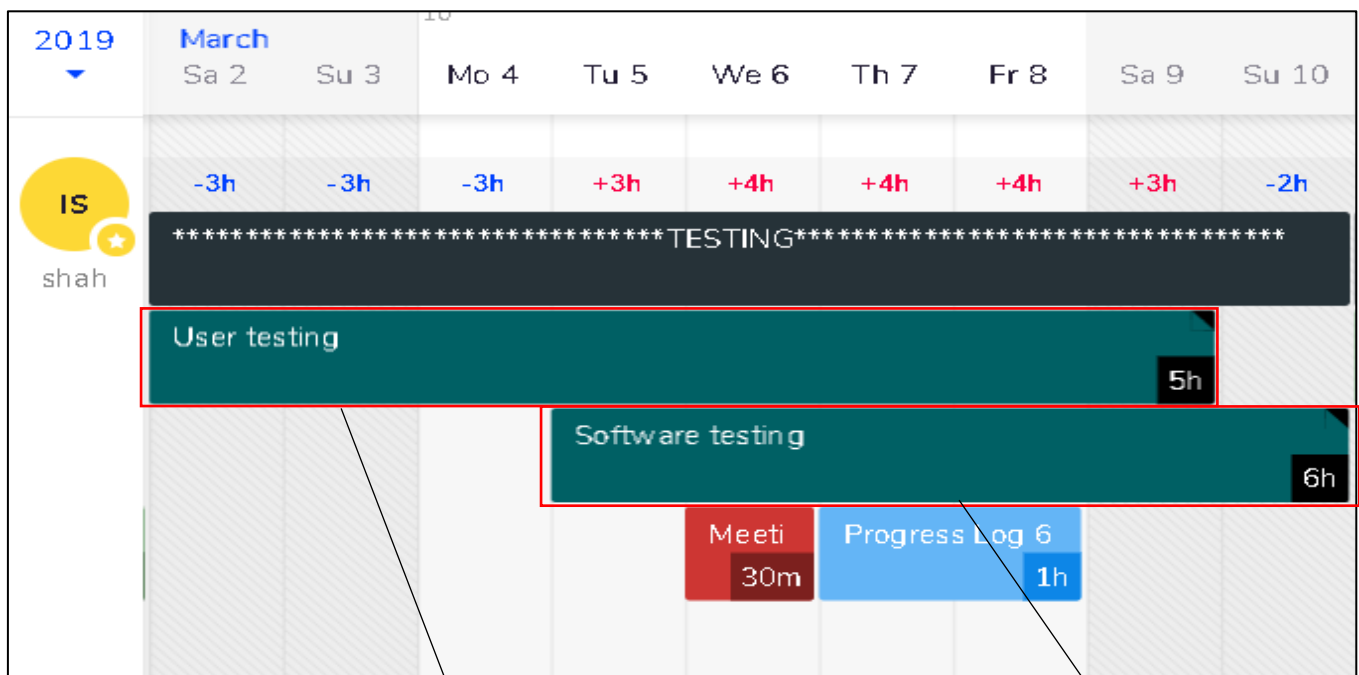 10
2019 March
Sa 2 Su 3 Mo 4 Tu 5 We 6 Th 7 Fr 8 Sa 9 Su 10
-3h -3h -3h +3h +4h +4h +4h +3h -2h
IS
shah
**********************************TESTING**********************************
User testing
5h
Software testing
6h
Meeti Progress Log 6
30m 1h